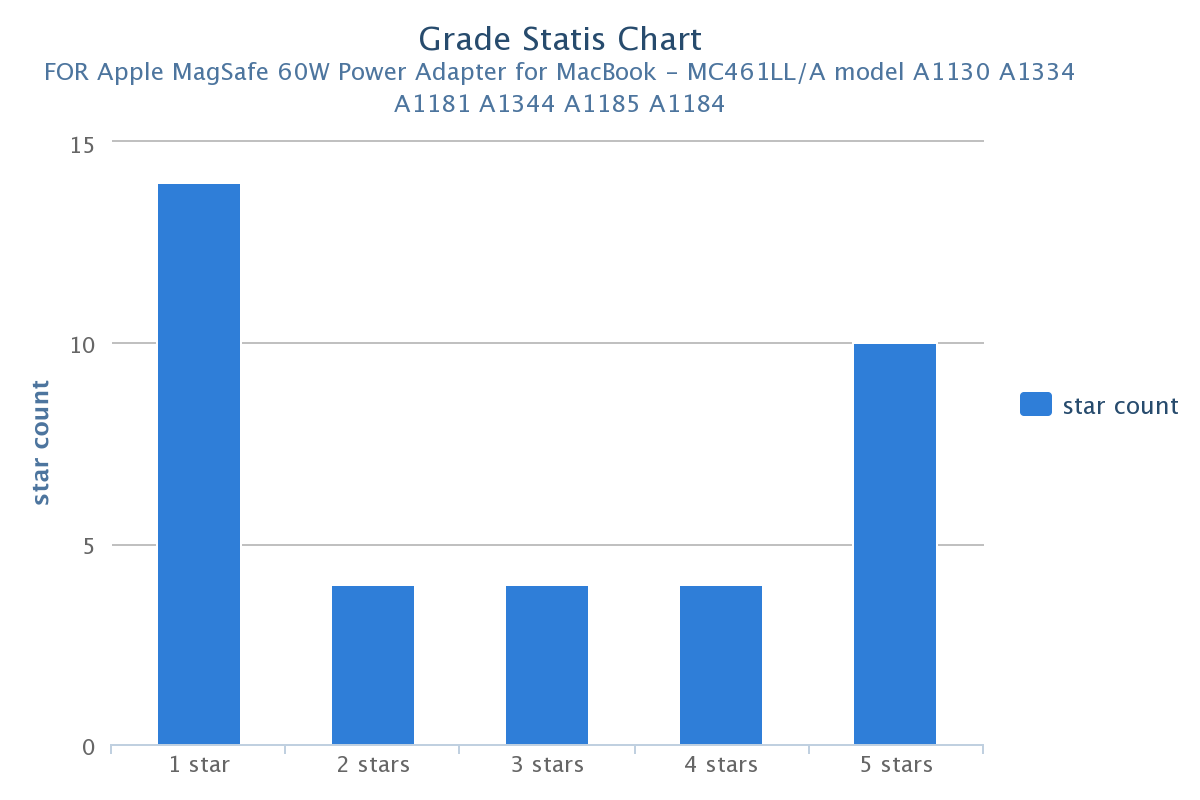 Grade Statis Chart
FOR Apple MagSafe 60W Power Adapter for MacBook – MC461LL/A model A1130 A1334
A1181 A1344 A1185 A1184
15
10
5
0
star count
1 star
2 stars
3 stars
4 stars
5 stars
star count